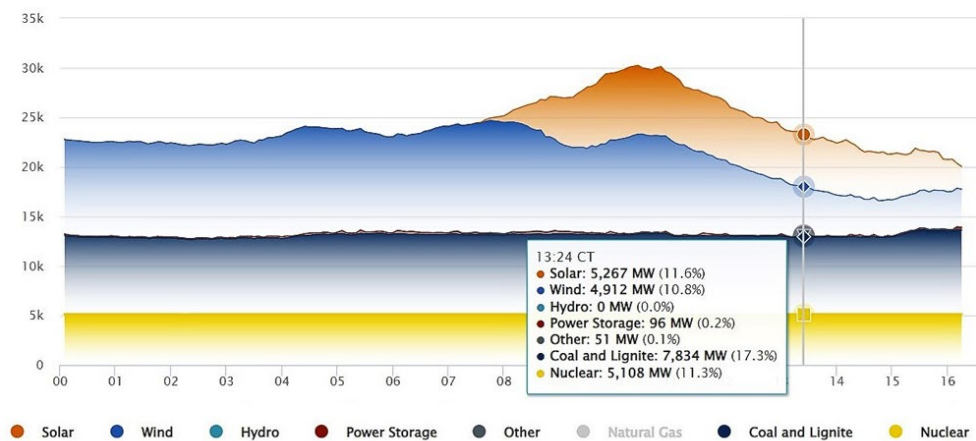 35k
30k
25k
20k
15k
10k
5k
0
13:24 CT
Solar: 5,267 MW (11.6%)
Wind: 4,912 MW (10.8%)
Hydro: 0 MW (0.0%)
Power Storage: 96 MW (0.2%)
Other: 51 MW (0.1%)
Coal and Lignite: 7,834 MW (17.3%)
Nuclear: 5,108 MW (11.3%)
00 01 02 03 04 05 06 07 08 14 15 16
Solar Wind Hydro Power Storage Other Natural Gas Coal and Lignite Nuclear